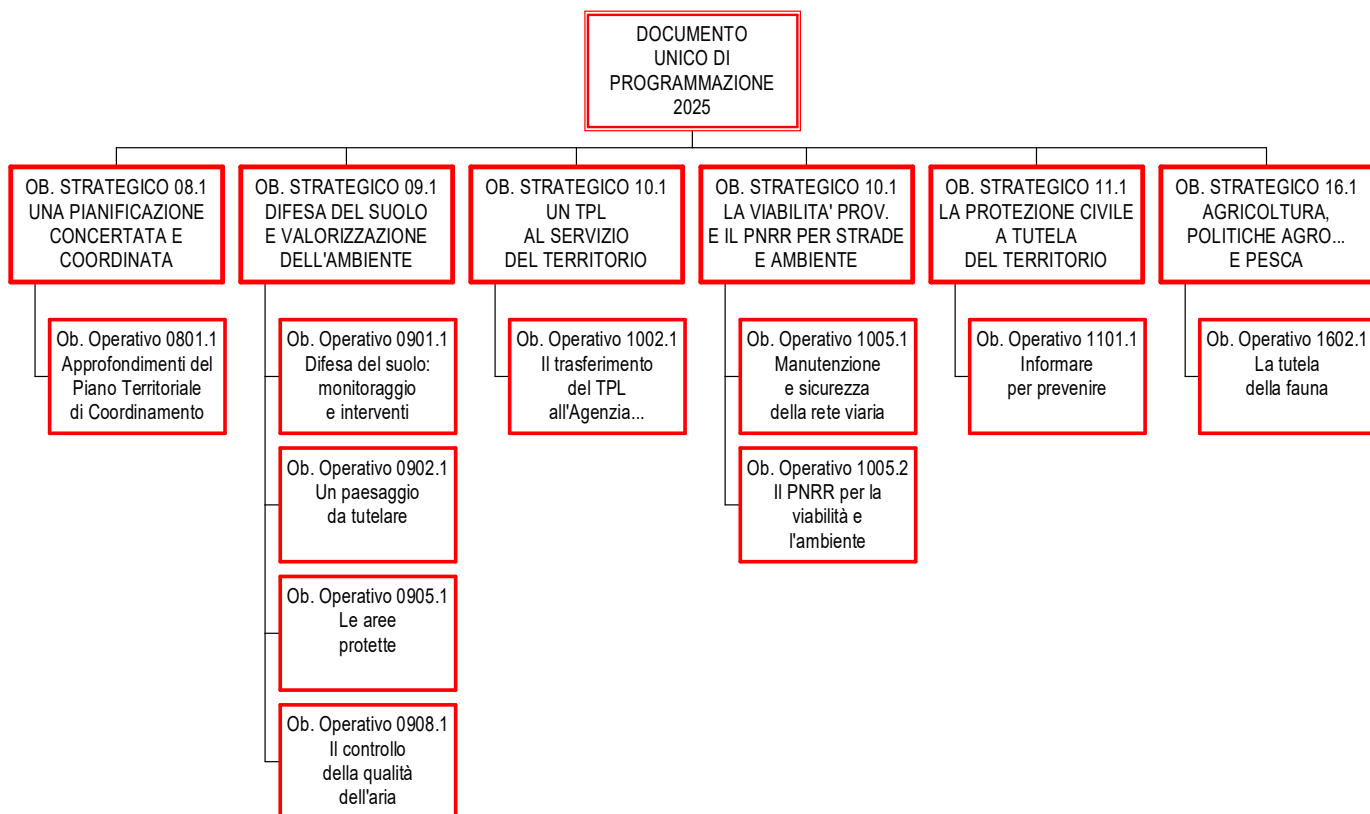 DOCUMENTO
UNICO DI
PROGRAMMAZIONE
2025
OB. STRATEGICO 08.1
UNA PIANIFICAZIONE
CONCERTATA E
COORDINATA
Ob. Operativo 0801.1
Approfondimenti del
Piano Territoriale
di Coordinamento
OB. STRATEGICO 09.1
DIFESA DEL SUOLO
E VALORIZZAZIONE
DELL'AMBIENTE
Ob. Operativo 0901.1
Difesa del suolo:
monitoraggio
e interventi
Ob. Operativo 0902.1
Un paesaggio
da tutelare
Ob. Operativo 0905.1
Le aree
protette
Ob. Operativo 0908.1
Il controllo
della qualità
dell'aria
OB. STRATEGICO 10.1
UN TPL
AL SERVIZIO
DEL TERRITORIO
Ob. Operativo 1002.1
Il trasferimento
del TPL
all'Agenzia...
OB. STRATEGICO 10.1
LA VIABILITA' PROV.
E IL PNRR PER STRADE
E AMBIENTE
Ob. Operativo 1005.1
Manutenzione
e sicurezza
della rete viaria
Ob. Operativo 1005.2
Il PNRR per la
viabilità e
l'ambiente
OB. STRATEGICO 11.1
LA PROTEZIONE CIVILE
A TUTELA
DEL TERRITORIO
Ob. Operativo 1101.1
Informare
per prevenire
OB. STRATEGICO 16.1
AGRICOLTURA,
POLITICHE AGRO...
E PESCA
Ob. Operativo 1602.1
La tutela
della fauna